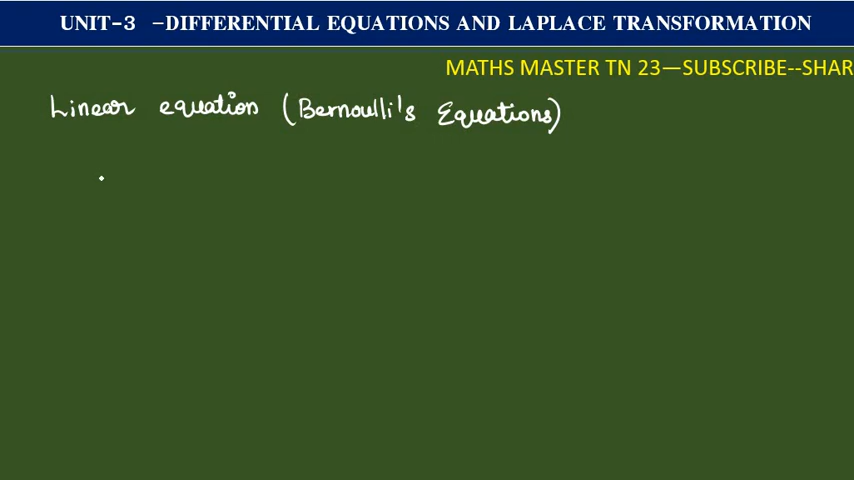 UNIT-3 -DIFFERENTIAL EQUATIONS AND LAPLACE TRANSFORMATION
MATHS MASTER TN 23—SUBSCRIBE--SHAR
Linear equation (Bernoulli's Equations)